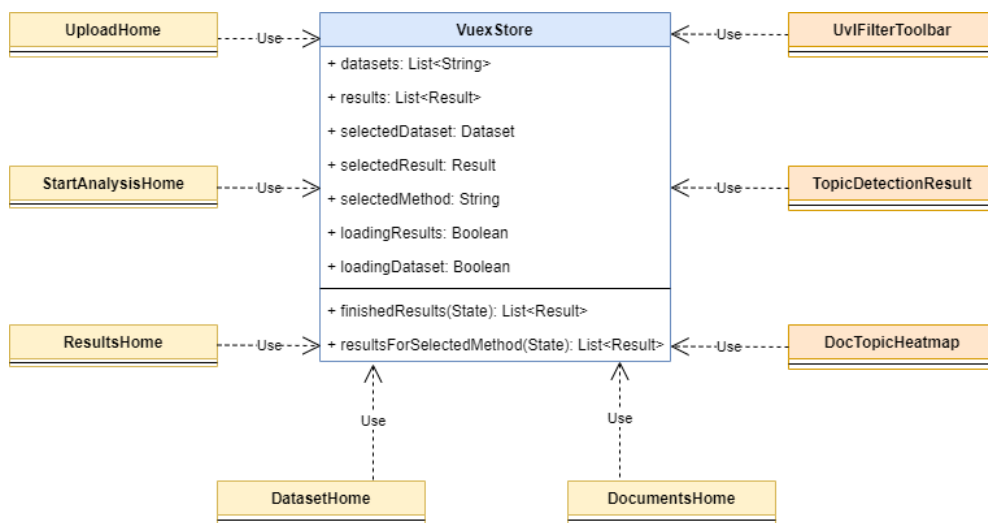 UploadHome
Use
VuexStore
Use
UvlFilterToolbar
+ datasets: List<String>
+ results: List<Result>
+ selectedDataset: Dataset
+ selectedResult: Result
StartAnalysisHome
Use
Use
TopicDetectionResult
+ selectedMethod: String
+ loadingResults: Boolean
+ loadingDataset: Boolean
+ finishedResults(State): List<Result>
ResultsHome
Use
+ resultsForSelectedMethod(State): List<Result>
Use
DocTopicHeatmap
Use
Use
DatasetHome
DocumentsHome